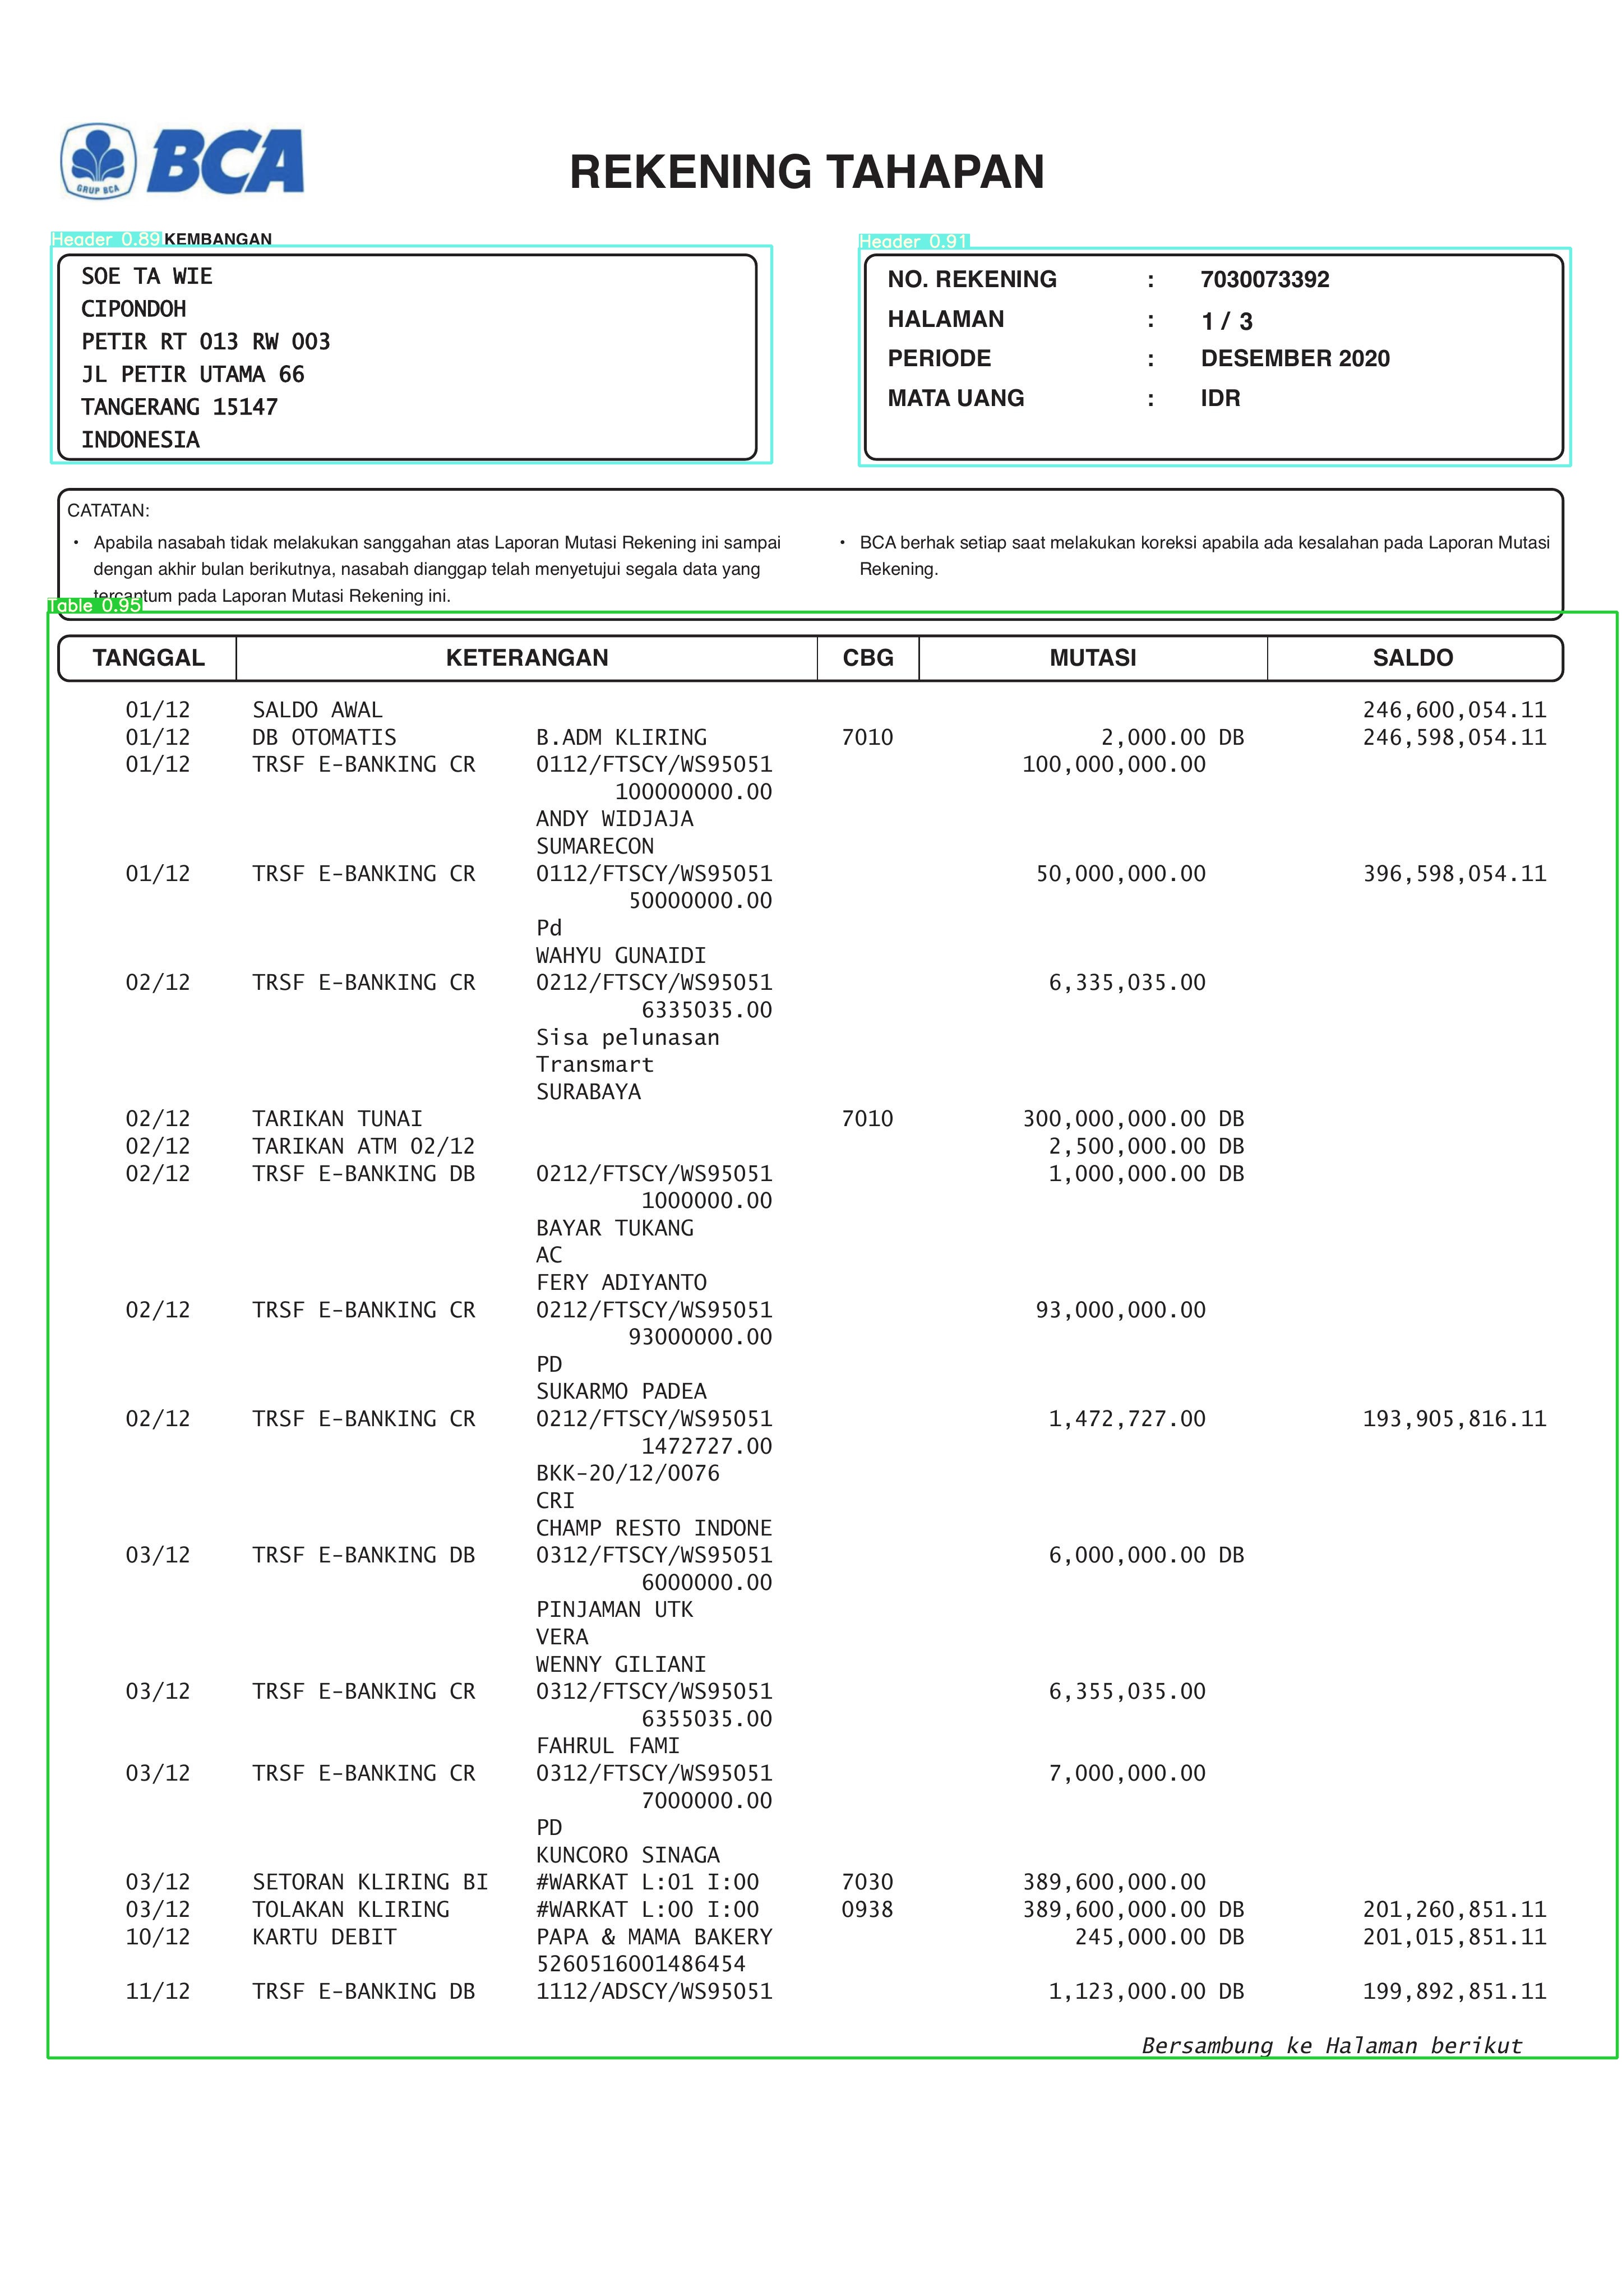 GRUP BCA
BCA
REKENING TAHAPAN
Header 0.89 KEMBANGAN
SOE TA WIE
CIPONDOH
PETIR RT 013 RW 003
JL PETIR UTAMA 66
TANGERANG 15147
INDONESIA
Header 0.91
NO. REKENING : 7030073392
HALAMAN : 1 / 3
PERIODE : DESEMBER 2020
MATA UANG : IDR
CATATAN:
• Apabila nasabah tidak melakukan sanggahan atas Laporan Mutasi Rekening ini sampai
dengan akhir bulan berikutnya, nasabah dianggap telah menyetujui segala data yang
tercantum pada Laporan Mutasi Rekening ini.
• BCA berhak setiap saat melakukan koreksi apabila ada kesalahan pada Laporan Mutasi
Rekening.
Table 0.95
TANGGAL KETERANGAN CBG MUTASI SALDO
01/12 SALDO AWAL 246,600,054.11
01/12 DB OTOMATIS B.ADM KLIRING 7010 2,000.00 DB 246,598,054.11
01/12 TRSF E-BANKING CR 0112/FTSCY/WS95051 100,000,000.00
100000000.00
ANDY WIDJAJA
SUMARECON
01/12 TRSF E-BANKING CR 0112/FTSCY/WS95051 50,000,000.00 396,598,054.11
50000000.00
Pd
WAHYU GUNAIDI
02/12 TRSF E-BANKING CR 0212/FTSCY/WS95051 6,335,035.00
6335035.00
Sisa pelunasan
Transmart
SURABAYA
02/12 TARIKAN TUNAI 7010 300,000,000.00 DB
02/12 TARIKAN ATM 02/12 2,500,000.00 DB
02/12 TRSF E-BANKING DB 0212/FTSCY/WS95051 1,000,000.00 DB
1000000.00
BAYAR TUKANG
AC
FERY ADIYANTO
02/12 TRSF E-BANKING CR 0212/FTSCY/WS95051 93,000,000.00
93000000.00
PD
SUKARMO PADEA
02/12 TRSF E-BANKING CR 0212/FTSCY/WS95051 1,472,727.00 193,905,816.11
1472727.00
BKK-20/12/0076
CRI
CHAMP RESTO INDONE
03/12 TRSF E-BANKING DB 0312/FTSCY/WS95051 6,000,000.00 DB
6000000.00
PINJAMAN UTK
VERA
WENNY GILIANI
03/12 TRSF E-BANKING CR 0312/FTSCY/WS95051 6,355,035.00
6355035.00
FAHRUL FAMI
03/12 TRSF E-BANKING CR 0312/FTSCY/WS95051 7,000,000.00
7000000.00
PD
KUNCORO SINAGA
03/12 SETORAN KLIRING BI #WARKAT L:01 I:00 7030 389,600,000.00
03/12 TOLAKAN KLIRING #WARKAT L:00 I:00 0938 389,600,000.00 DB 201,260,851.11
10/12 KARTU DEBIT PAPA & MAMA BAKERY 245,000.00 DB 201,015,851.11
5260516001486454
11/12 TRSF E-BANKING DB 1112/ADSCY/WS95051 1,123,000.00 DB 199,892,851.11
Bersambung ke Halaman berikut